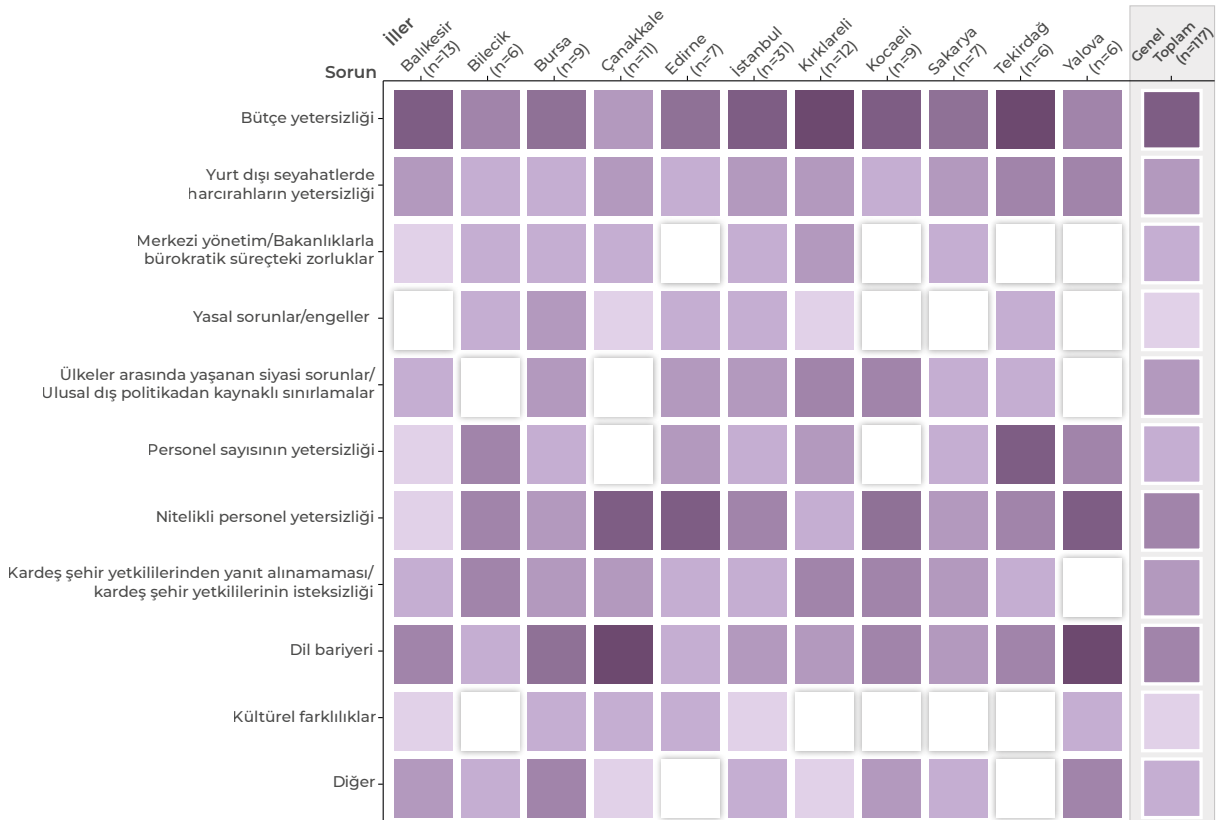 İller
Sorun
Balıkesir
(n=13)
Bilecik
(n=6)
Bursa
(n=9)
Çanakkale
(n=11)
Edirne
(n=7)
İstanbul
(n=31)
Kırklareli
(n=12)
Kocaeli
(n=9)
Sakarya
(n=7)
Tekirdağ
(n=6)
Yalova
(n=6)
Genel
Toplam
(n=117)
Bütçe yetersizliği
Yurt dışı seyahatlerde
harcırahların yetersizliği
Merkezi yönetim/Bakanlıklarla
bürokratik süreçteki zorluklar
Yasal sorunlar/engeller
Ülkeler arasında yaşanan siyasi sorunlar/
Ulusal dış politikadan kaynaklı sınırlamalar
Personel sayısının yetersizliği
Nitelikli personel yetersizliği
Kardeş şehir yetkililerinden yanıt alınamaması/
kardeş şehir yetkililerinin isteksizliği
Dil bariyeri
Kültürel farklılıklar
Diğer